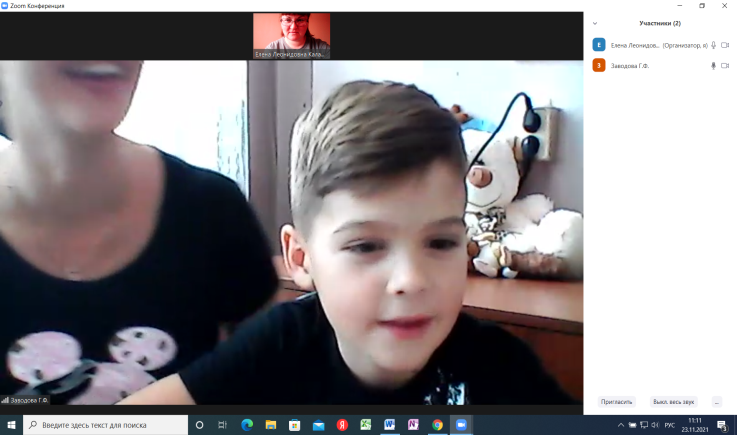 Zoom Конференция
Участники (2)
Елена Леонидовна Кала...
Е Елена Леонидов... (Организатор, я)
З Заводова Г.Ф.
Заводова Г.Ф.
Пригласить Выкл. весь звук ...
Введите здесь текст для поиска
РУС
11:11
23.11.2021
3